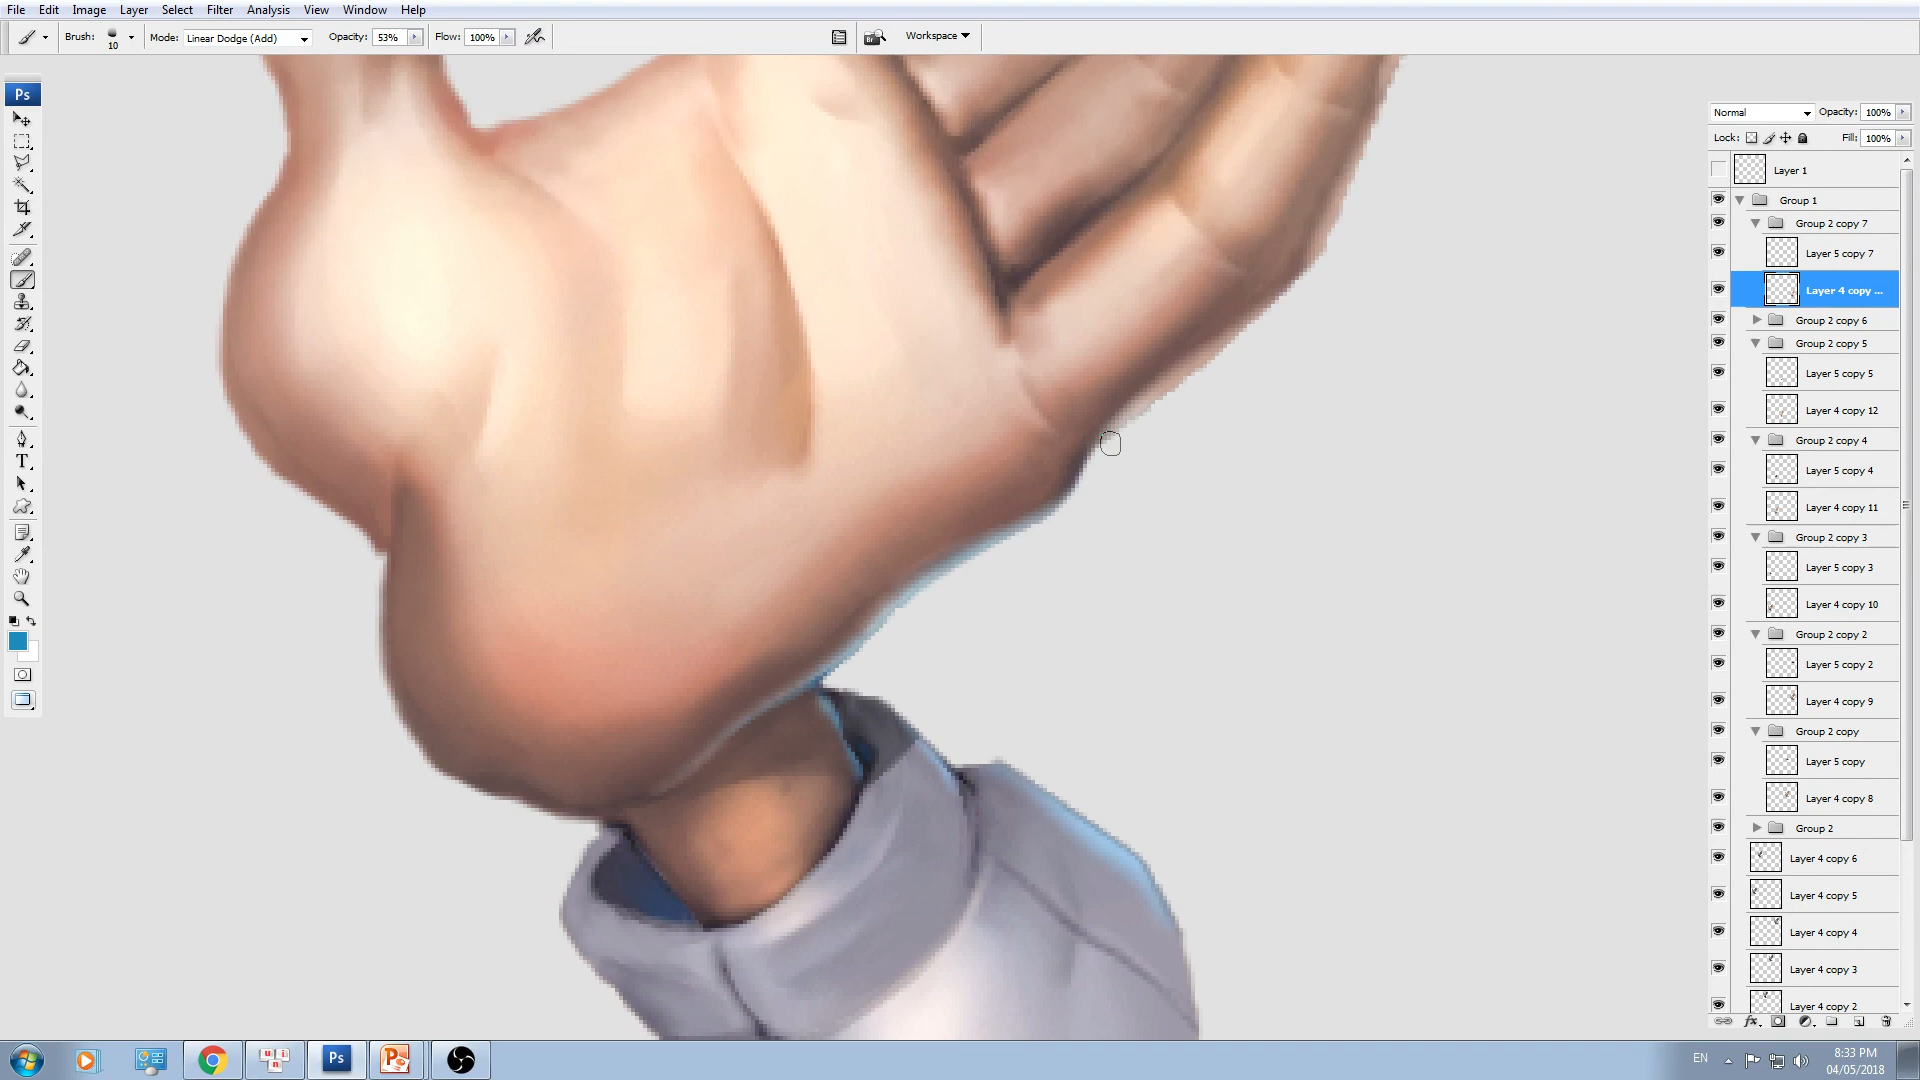 File Edit Image Layer Select Filter Analysis View Window Help
Brush: 10 Mode: Linear Dodge (Add) Opacity: 53% Flow: 100% Br Workspace
Ps
T
Normal Opacity: 100%
Lock: Fill: 100%
Layer 1
Group 1
Group 2 copy 7
Layer 5 copy 7
Layer 4 copy ...
Group 2 copy 6
Group 2 copy 5
Layer 5 copy 5
Layer 4 copy 12
Group 2 copy 4
Layer 5 copy 4
Layer 4 copy 11
Group 2 copy 3
Layer 5 copy 3
Layer 4 copy 10
Group 2 copy 2
Layer 5 copy 2
Layer 4 copy 9
Group 2 copy
Layer 5 copy
Layer 4 copy 8
Group 2
Layer 4 copy 6
Layer 4 copy 5
Layer 4 copy 4
Layer 4 copy 3
Layer 4 copy 2
fx
u i n
Ps
P
EN
8:33 PM
04/05/2018